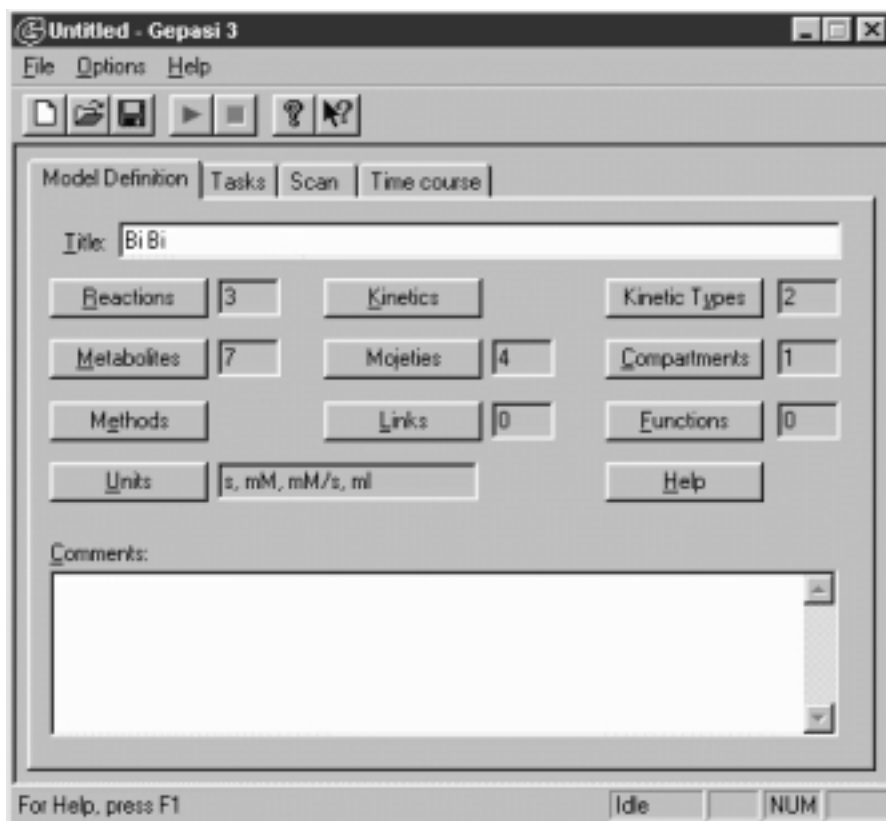 Untitled - Gepasi 3
File Options Help
Model Definition Tasks Scan Time course
Title: Bi Bi
Reactions 3 Kinetics Kinetic Types 2
Metabolites 7 Moieties 4 Compartments 1
Methods Links 0 Functions 0
Units s, mM, mM/s, ml Help
Comments:
For Help, press F1 Idle NUM